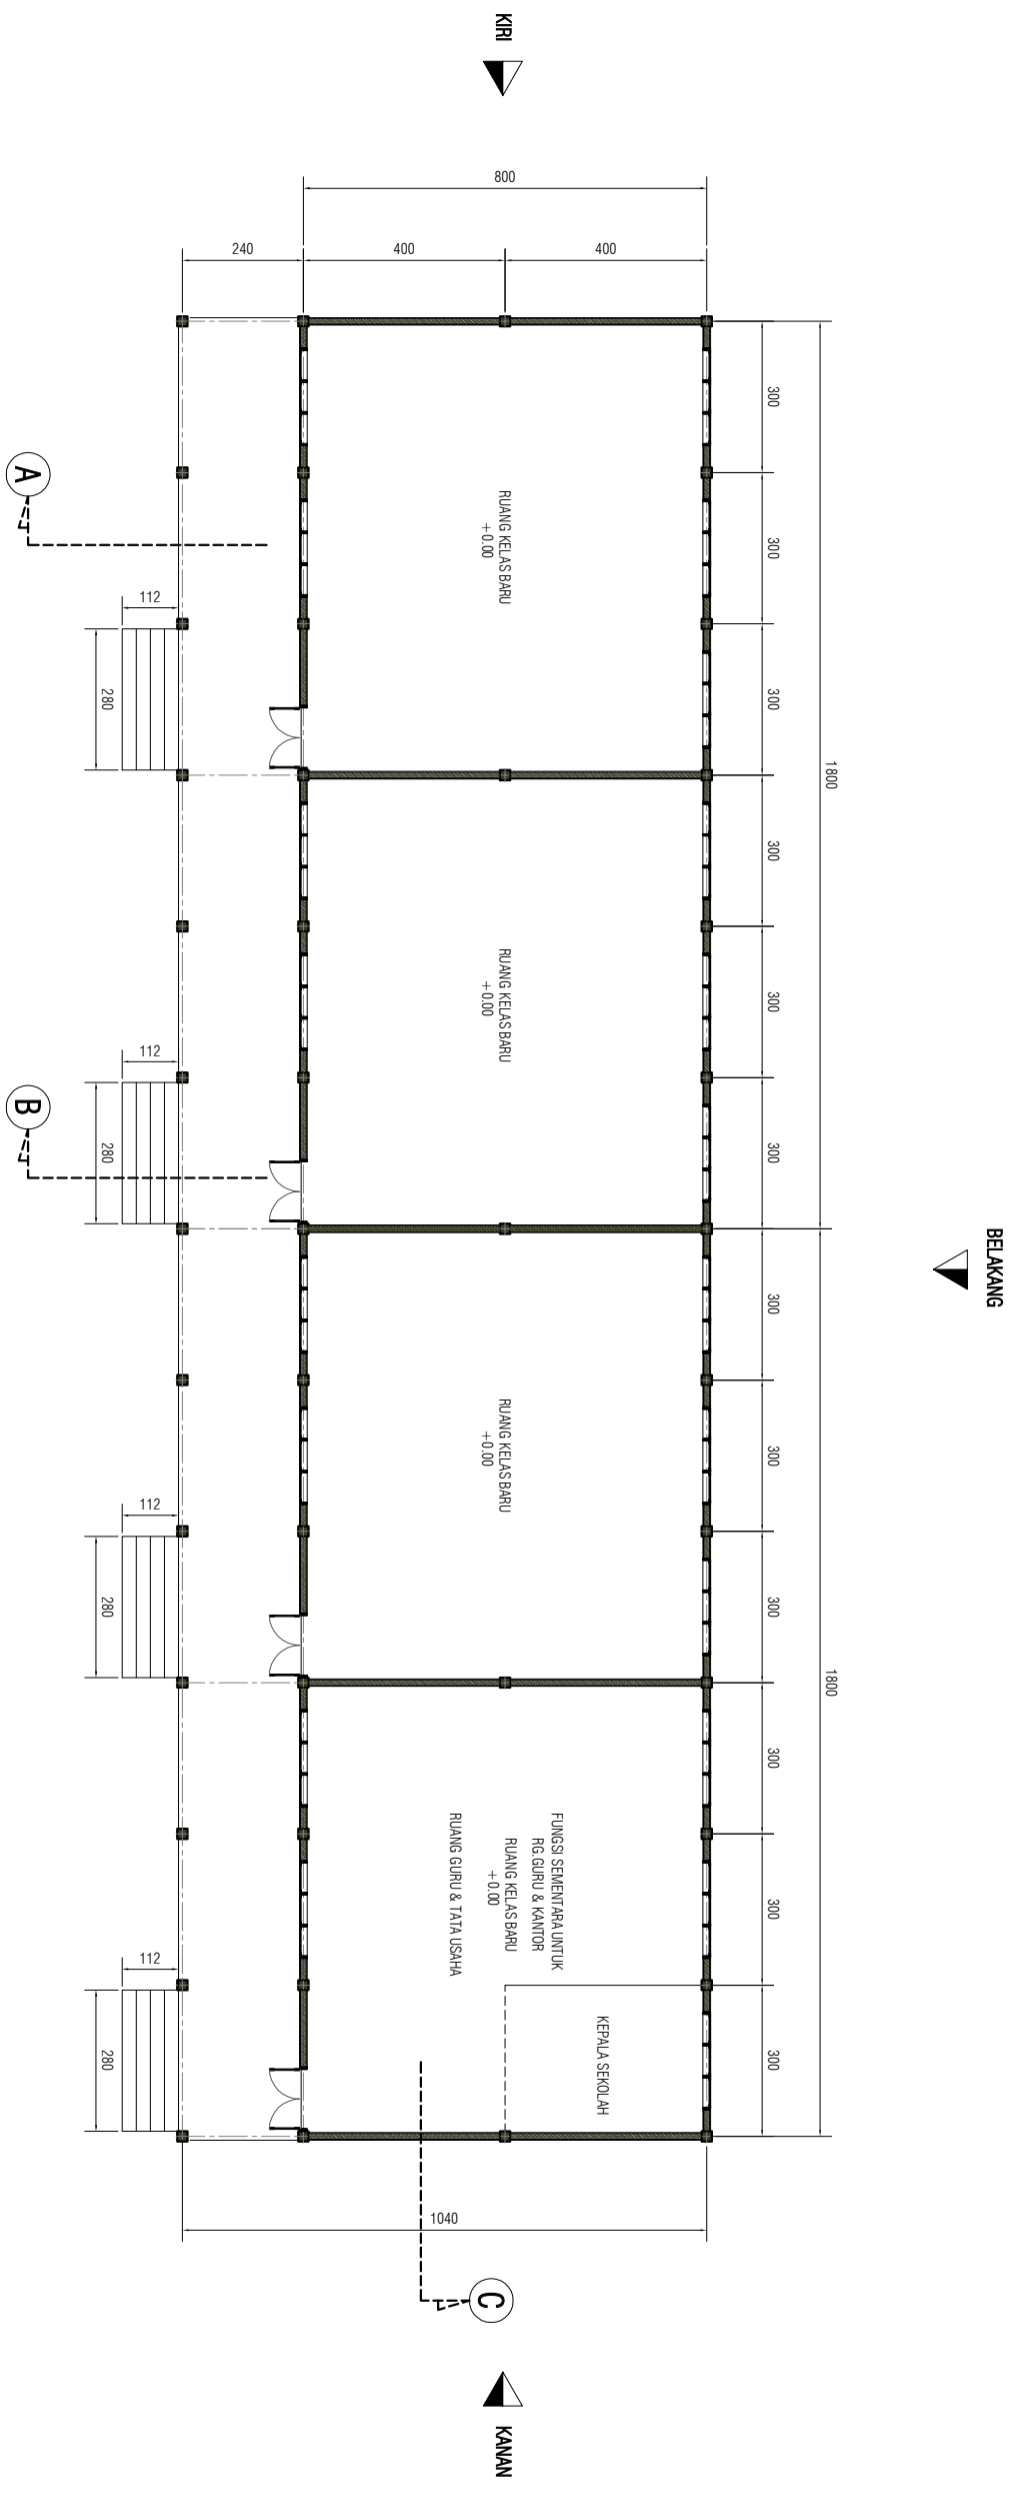 KIRI
800
240
400
400
300
300
300
1800
300
300
300
300
300
300
1800
300
300
300
A
B
C
RUANG KELAS BARU
+0.00
RUANG KELAS BARU
+0.00
RUANG KELAS BARU
+0.00
FUNGSI SEMENTARA UNTUK
RG.GURU & KANTOR
RUANG KELAS BARU
+0.00
RUANG GURU & TATA USAHA
KEPALA SEKOLAH
112
280
112
280
112
280
112
280
1040
BELAKANG
KANAN